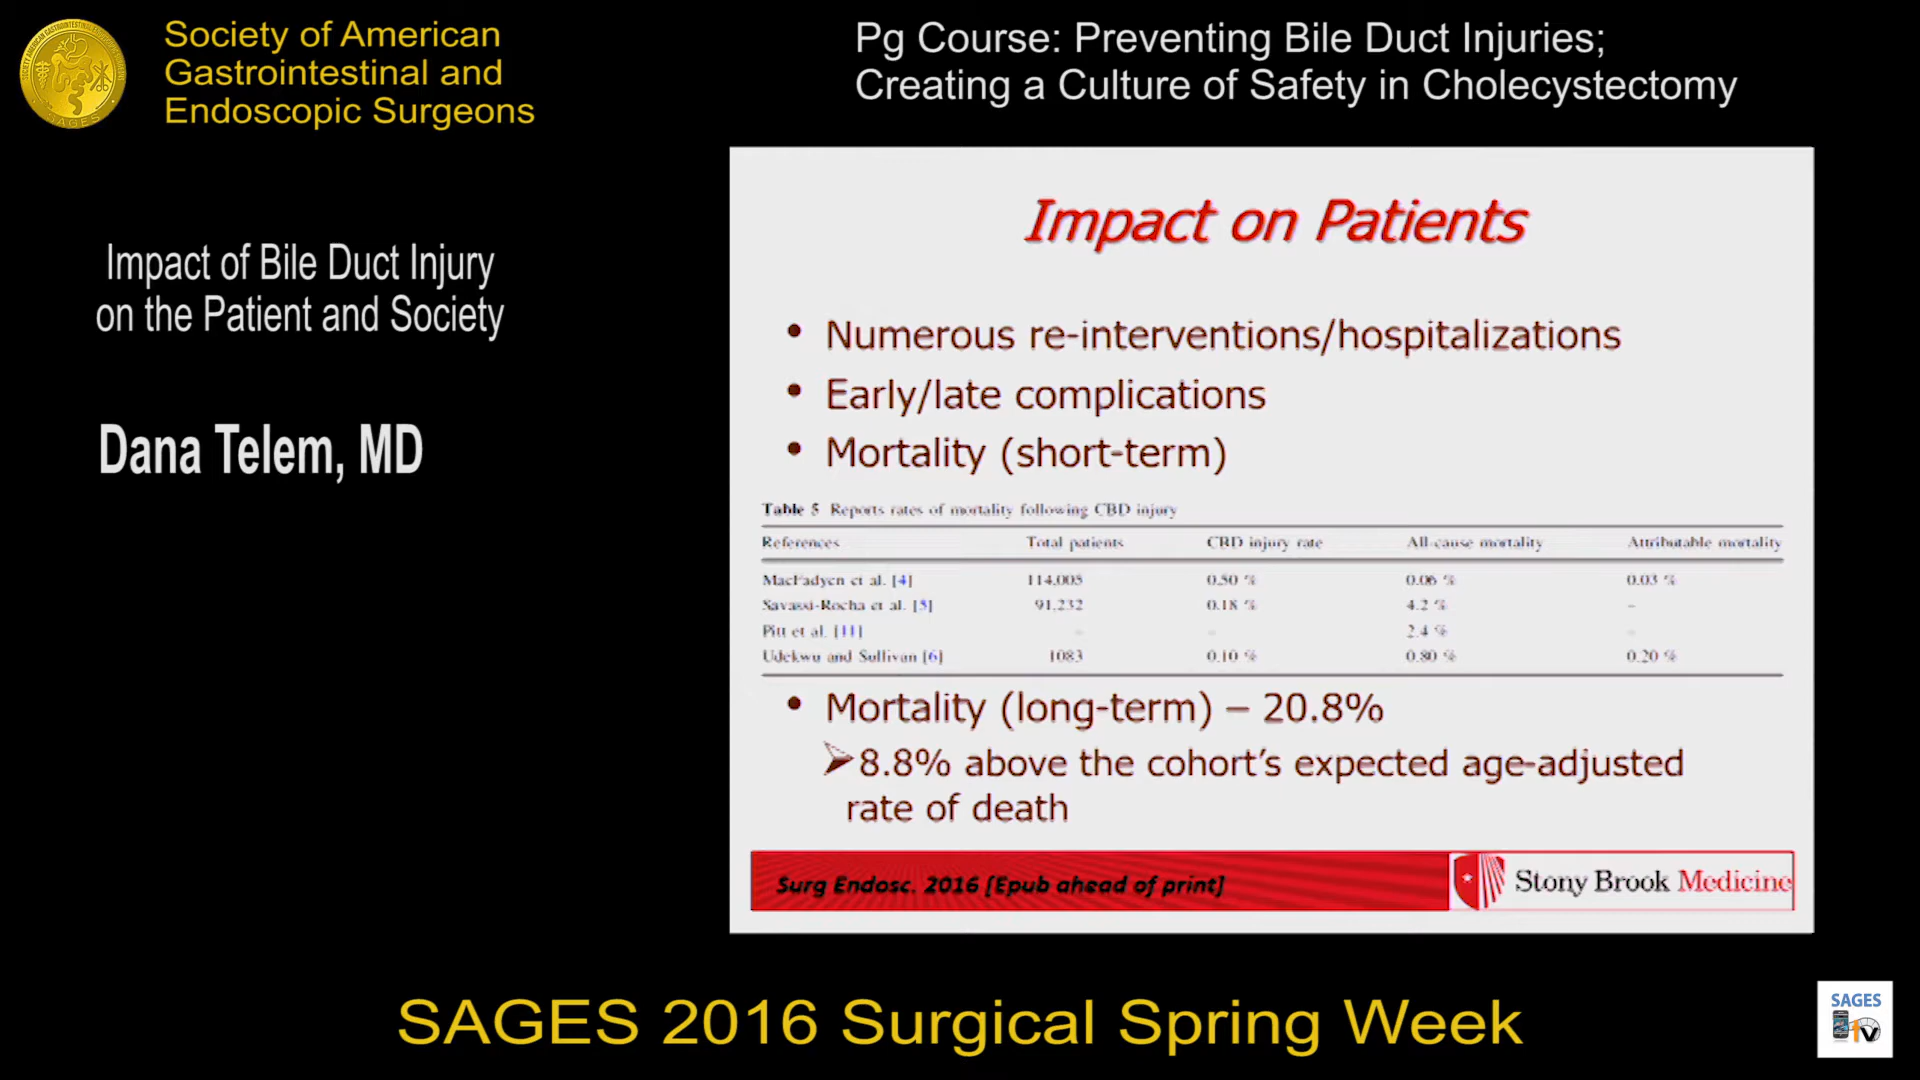 Society of American
Gastrointestinal and
Endoscopic Surgeons
Pg Course: Preventing Bile Duct Injuries;
Creating a Culture of Safety in Cholecystectomy
Impact of Bile Duct Injury
on the Patient and Society
Dana Telem, MD
Impact on Patients
• Numerous re-interventions/hospitalizations
• Early/late complications
• Mortality (short-term)
Table 5 Reports rates of mortality following CBD injury
References Total patients CBD injury rate All-cause mortality Attributable mortality
MacFadyen et al. [4] 114,005 0.50 % 0.06 % 0.03 %
Savassi-Rocha et al. [5] 91,232 0.18 % 4.2 % –
Pitt et al. [11] – – 2.4 % –
Udekwu and Sullivan [6] 1083 0.10 % 0.80 % 0.20 %
• Mortality (long-term) – 20.8%
➢8.8% above the cohort's expected age-adjusted
rate of death
Surg Endosc. 2016 [Epub ahead of print]
Stony Brook Medicine
SAGES 2016 Surgical Spring Week
SAGES
TV